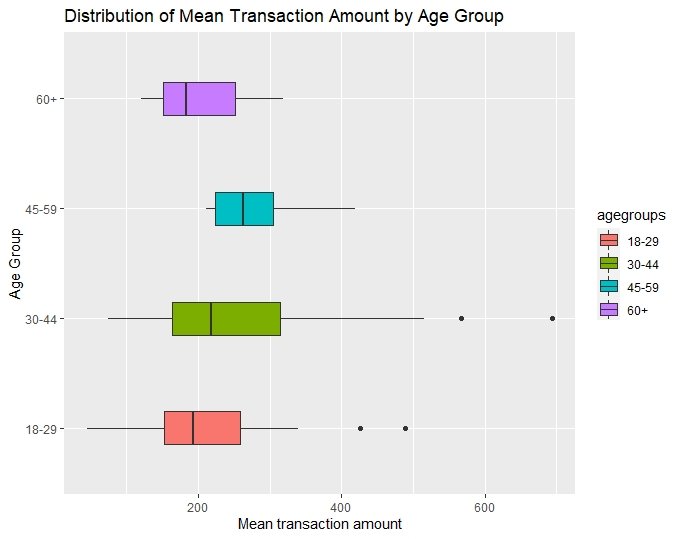 Distribution of Mean Transaction Amount by Age Group
60+
45-59
30-44
18-29
Age Group
200 400 600
Mean transaction amount
agegroups
18-29
30-44
45-59
60+